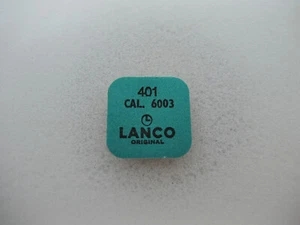 401
CAL. 6003
LANCO
ORIGINAL